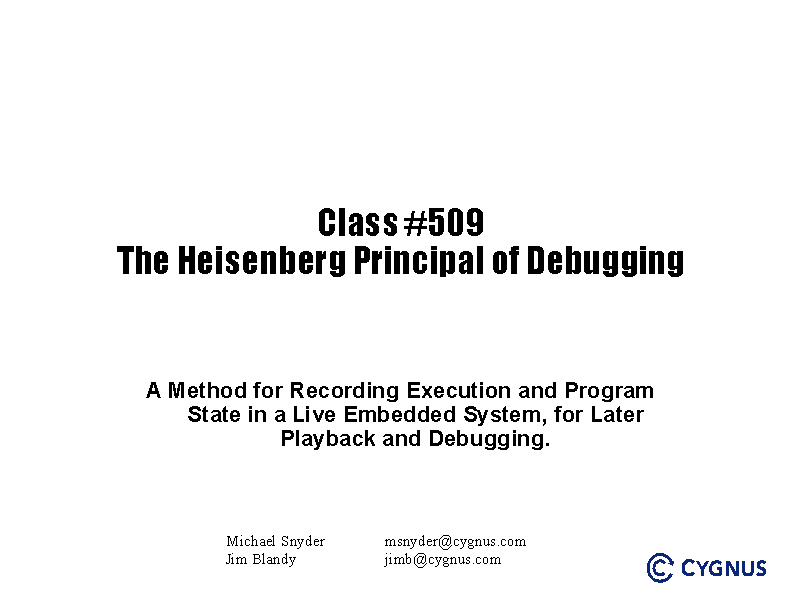 Class #509
The Heisenberg Principal of Debugging
A Method for Recording Execution and Program
State in a Live Embedded System, for Later
Playback and Debugging.
Michael Snyder msnyder@cygnus.com
Jim Blandy jimb@cygnus.com
CYGNUS